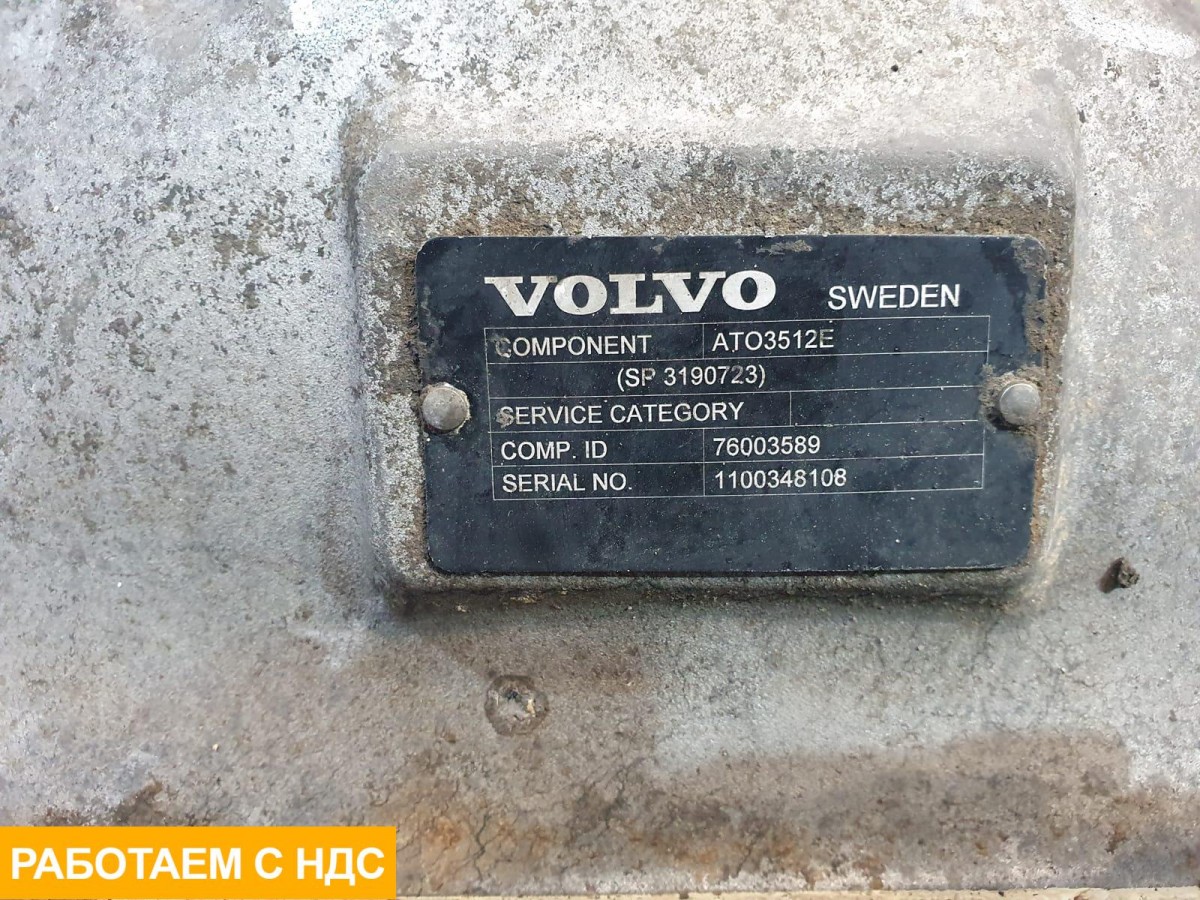 VOLVO SWEDEN
COMPONENT ATO3512E
(SP 3190723)
SERVICE CATEGORY
COMP. ID 76003589
SERIAL NO. 1100348108
РАБОТАЕМ С НДС